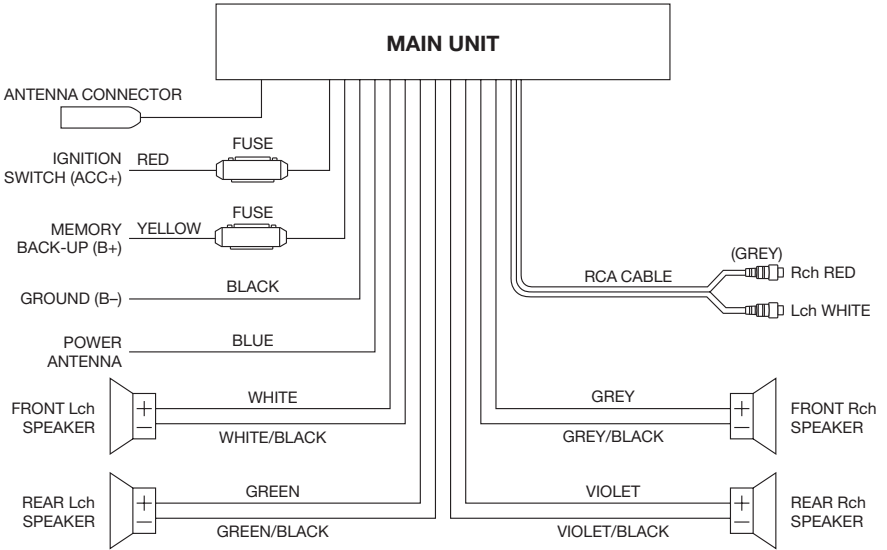 MAIN UNIT
ANTENNA CONNECTOR
IGNITION
SWITCH (ACC+)
RED
FUSE
MEMORY
BACK-UP (B+)
YELLOW
FUSE
GROUND (B–)
BLACK
POWER
ANTENNA
BLUE
RCA CABLE
(GREY)
Rch RED
Lch WHITE
FRONT Lch
SPEAKER
+
–
WHITE
WHITE/BLACK
GREY
GREY/BLACK
+
–
FRONT Rch
SPEAKER
REAR Lch
SPEAKER
+
–
GREEN
GREEN/BLACK
VIOLET
VIOLET/BLACK
+
–
REAR Rch
SPEAKER